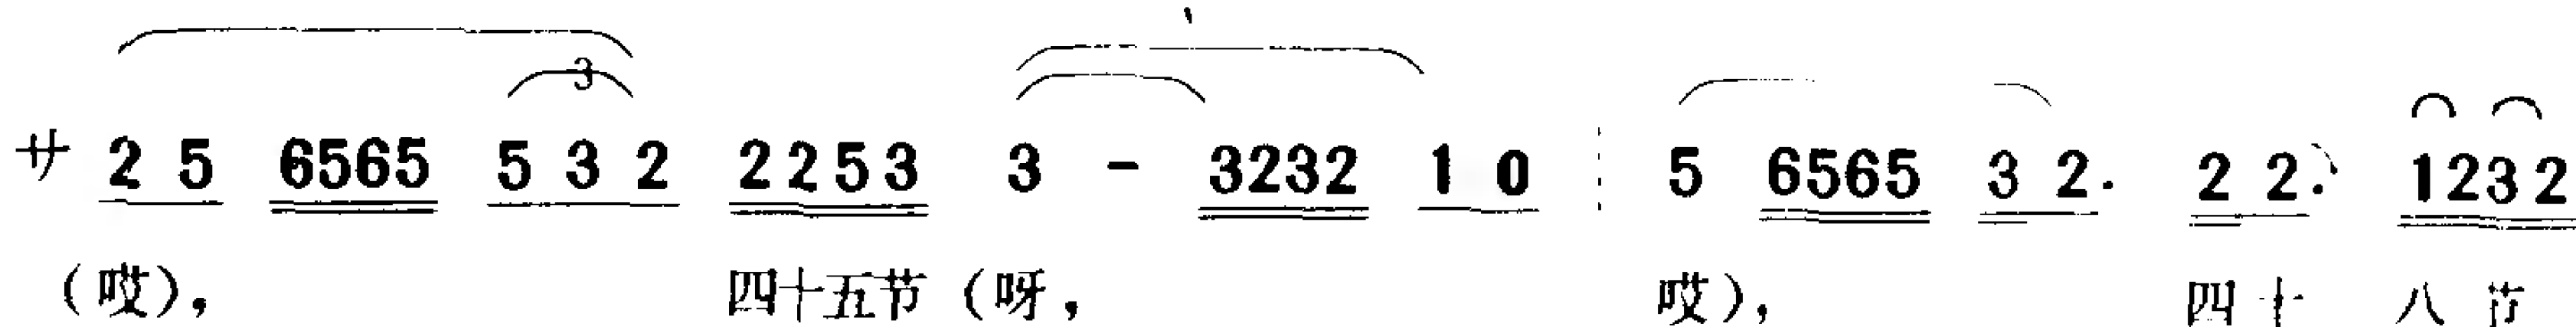 3
サ 2 5 6565 5 3 2 2253 3 - 3232 1 0 5 6565 3 2. 2 2. 1232
（哎）， 四十五节（呀， 哎）， 四十八节